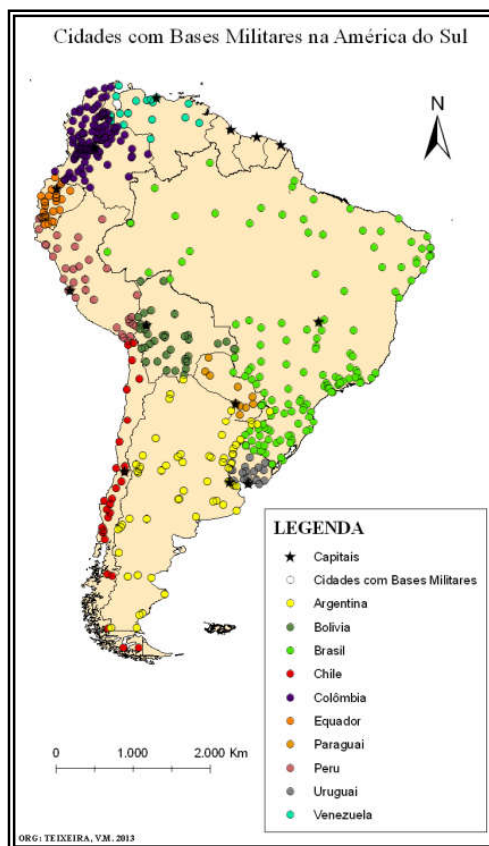 Cidades com Bases Militares na América do Sul
N
LEGENDA
Capitais
Cidades com Bases Militares
Argentina
Bolivia
Brasil
Chile
Colômbia
Equador
Paraguai
Peru
Uruguai
Venezuela
0 1.000 2.000 Km
ORG: TEIXEIRA, V.M. 2013